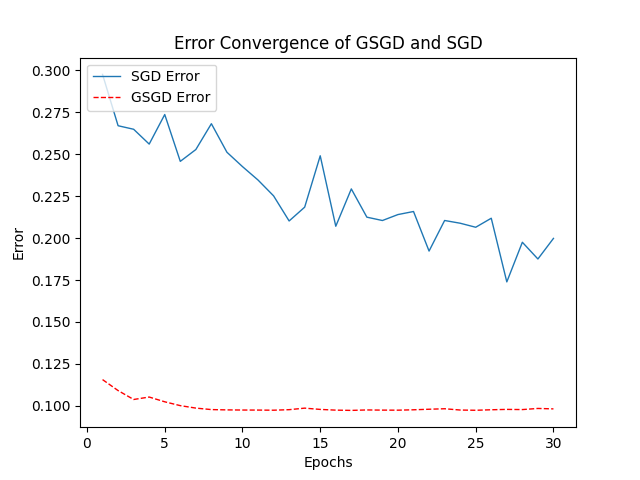 Error Convergence of GSGD and SGD
SGD Error
GSGD Error
Error
0.300
0.275
0.250
0.225
0.200
0.175
0.150
0.125
0.100
0 5 10 15 20 25 30
Epochs